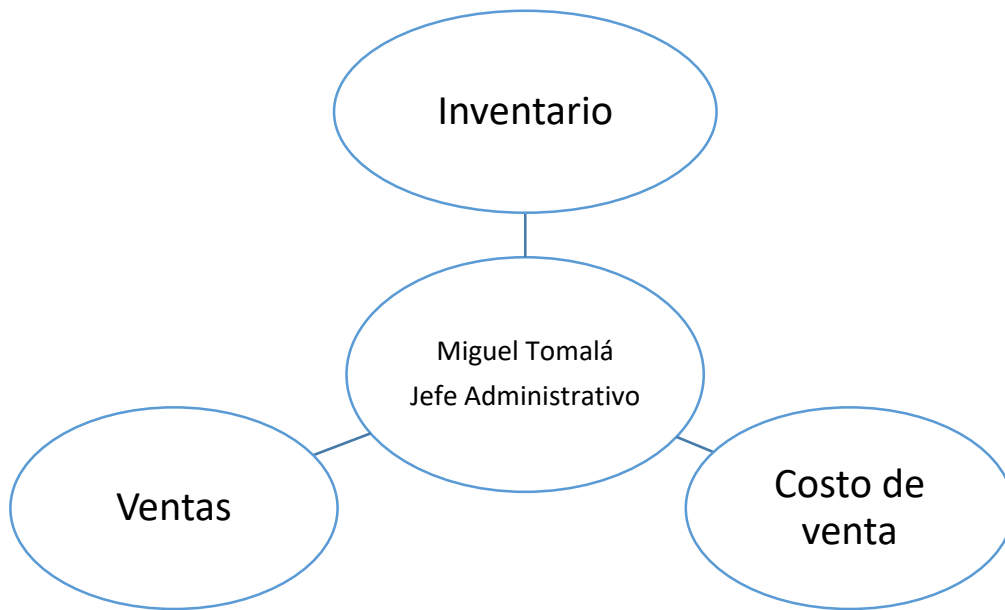 Inventario
Miguel Tomalá
Jefe Administrativo
Ventas
Costo de
venta